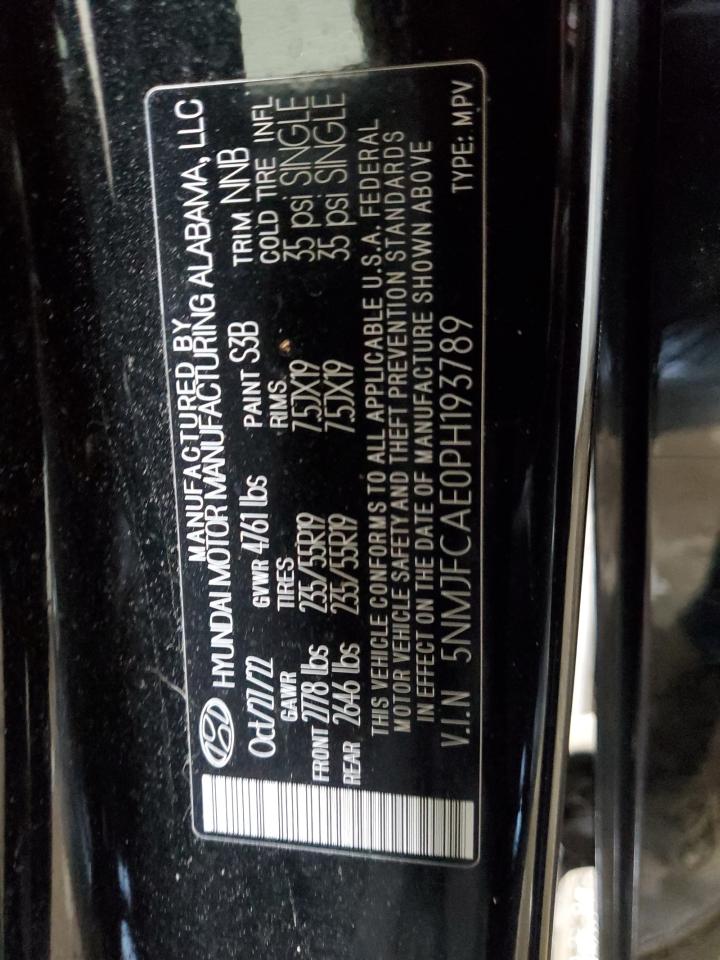 MANUFACTURED BY
HYUNDAI MOTOR MANUFACTURING ALABAMA, LLC
Oct/27/22 GVWR 4761 lbs PAINT S3B TRIM NNB
GAWR TIRES RIMS COLD TIRE INFL
FRONT 2778 lbs 235/55R19 7.5JX19 35 psi SINGLE
REAR 2646 lbs 235/55R19 7.5JX19 35 psi SINGLE
THIS VEHICLE CONFORMS TO ALL APPLICABLE U.S.A. FEDERAL
MOTOR VEHICLE SAFETY AND THEFT PREVENTION STANDARDS
IN EFFECT ON THE DATE OF MANUFACTURE SHOWN ABOVE
V.I.N 5NMJFCAE0PH193789 TYPE: MPV